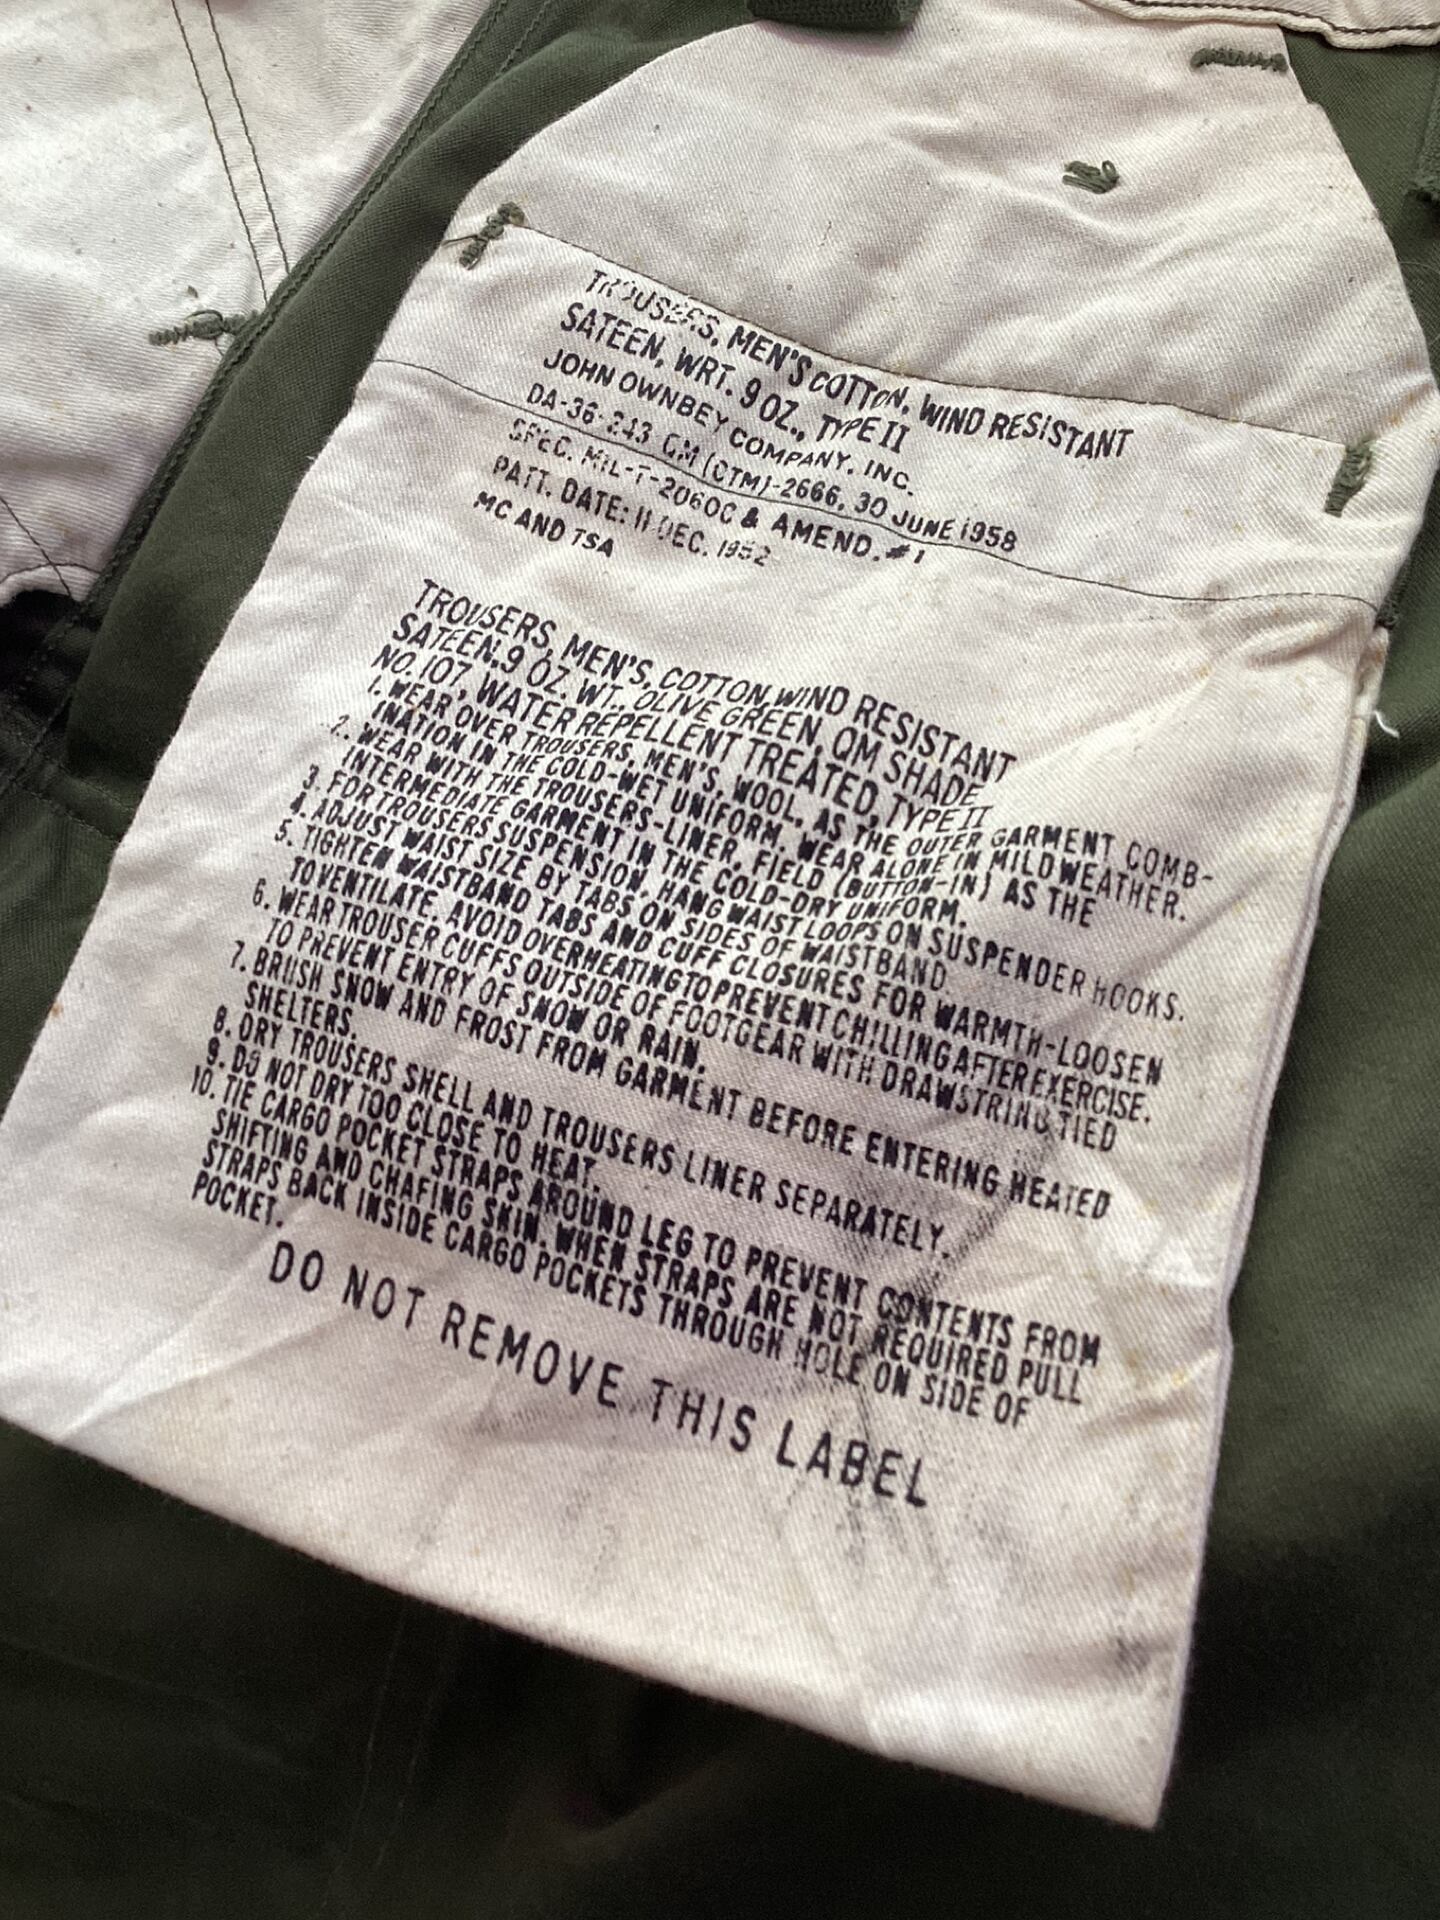 TROUSERS, MEN'S COTTON, WIND RESISTANT
SATEEN, WRT. 9 OZ., TYPE II
JOHN OWNBEY COMPANY, INC.
DA-36-243 QM (CTM)-2666, 30 JUNE 1958
SPEC. MIL-T-2060C & AMEND. #1
PATT. DATE: 11 DEC. 1952
MC AND TSA
TROUSERS, MEN'S, COTTON, WIND RESISTANT
SATEEN, 9 OZ. WT., OLIVE GREEN, QM SHADE
NO. 107, WATER REPELLENT TREATED, TYPE II
1. WEAR OVER TROUSERS, MEN'S, WOOL, AS THE OUTER GARMENT COMB-
INATION IN THE COLD-WET UNIFORM. WEAR ALONE IN MILD WEATHER.
2. WEAR WITH THE TROUSERS-LINER, FIELD (BUTTON-IN) AS THE
INTERMEDIATE GARMENT IN THE COLD-DRY UNIFORM.
3. FOR TROUSERS SUSPENSION, HANG WAIST LOOPS ON SUSPENDER HOOKS.
4. ADJUST WAIST SIZE BY TABS ON SIDES OF WAISTBAND
5. TIGHTEN WAISTBAND TABS AND CUFF CLOSURES FOR WARMTH-LOOSEN
TO VENTILATE. AVOID OVERHEATING TO PREVENT CHILLING AFTER EXERCISE.
6. WEAR TROUSER CUFFS OUTSIDE OF FOOTGEAR WITH DRAWSTRING TIED
TO PREVENT ENTRY OF SNOW OR RAIN.
7. BRUSH SNOW AND FROST FROM GARMENT BEFORE ENTERING HEATED
SHELTERS.
8. DRY TROUSERS SHELL AND TROUSERS LINER SEPARATELY.
9. DO NOT DRY TOO CLOSE TO HEAT.
10. TIE CARGO POCKET STRAPS AROUND LEG TO PREVENT CONTENTS FROM
SHIFTING AND CHAFING SKIN. WHEN STRAPS ARE NOT REQUIRED PULL
STRAPS BACK INSIDE CARGO POCKETS THROUGH HOLE ON SIDE OF
POCKET.
DO NOT REMOVE THIS LABEL